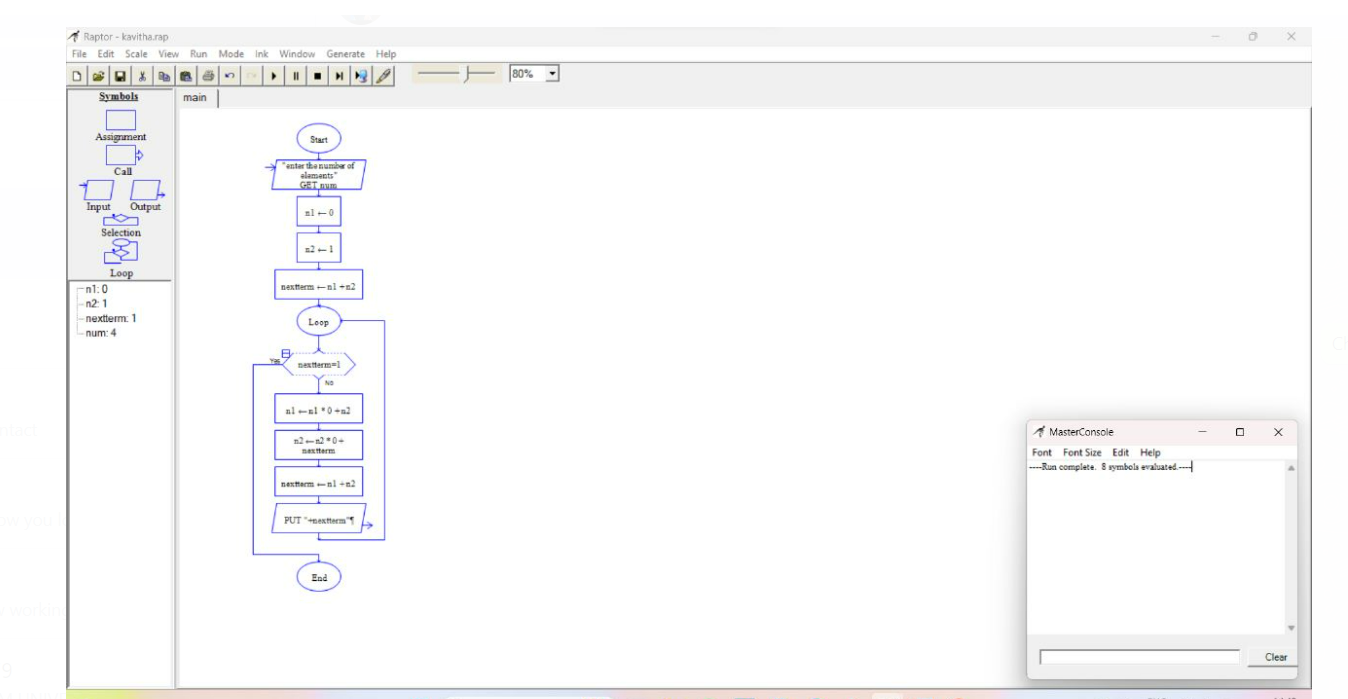 Raptor - kavitha.rap
File Edit Scale View Run Mode Ink Window Generate Help
80%
Symbols
main
Assignment
Call
Input Output
Selection
Loop
n1: 0
n2: 1
nextterm: 1
num: 4
Start
"enter the number of
elements"
GET num
n1 ← 0
n2 ← 1
nextterm ← n1 +n2
Loop
Yes
nextterm=1
No
n1 ← n1 * 0 +n2
n2 ← n2 * 0 +
nextterm
nextterm ← n1 +n2
PUT "+nextterm"¶
End
MasterConsole
Font Font Size Edit Help
----Run complete. 8 symbols evaluated.----
Clear